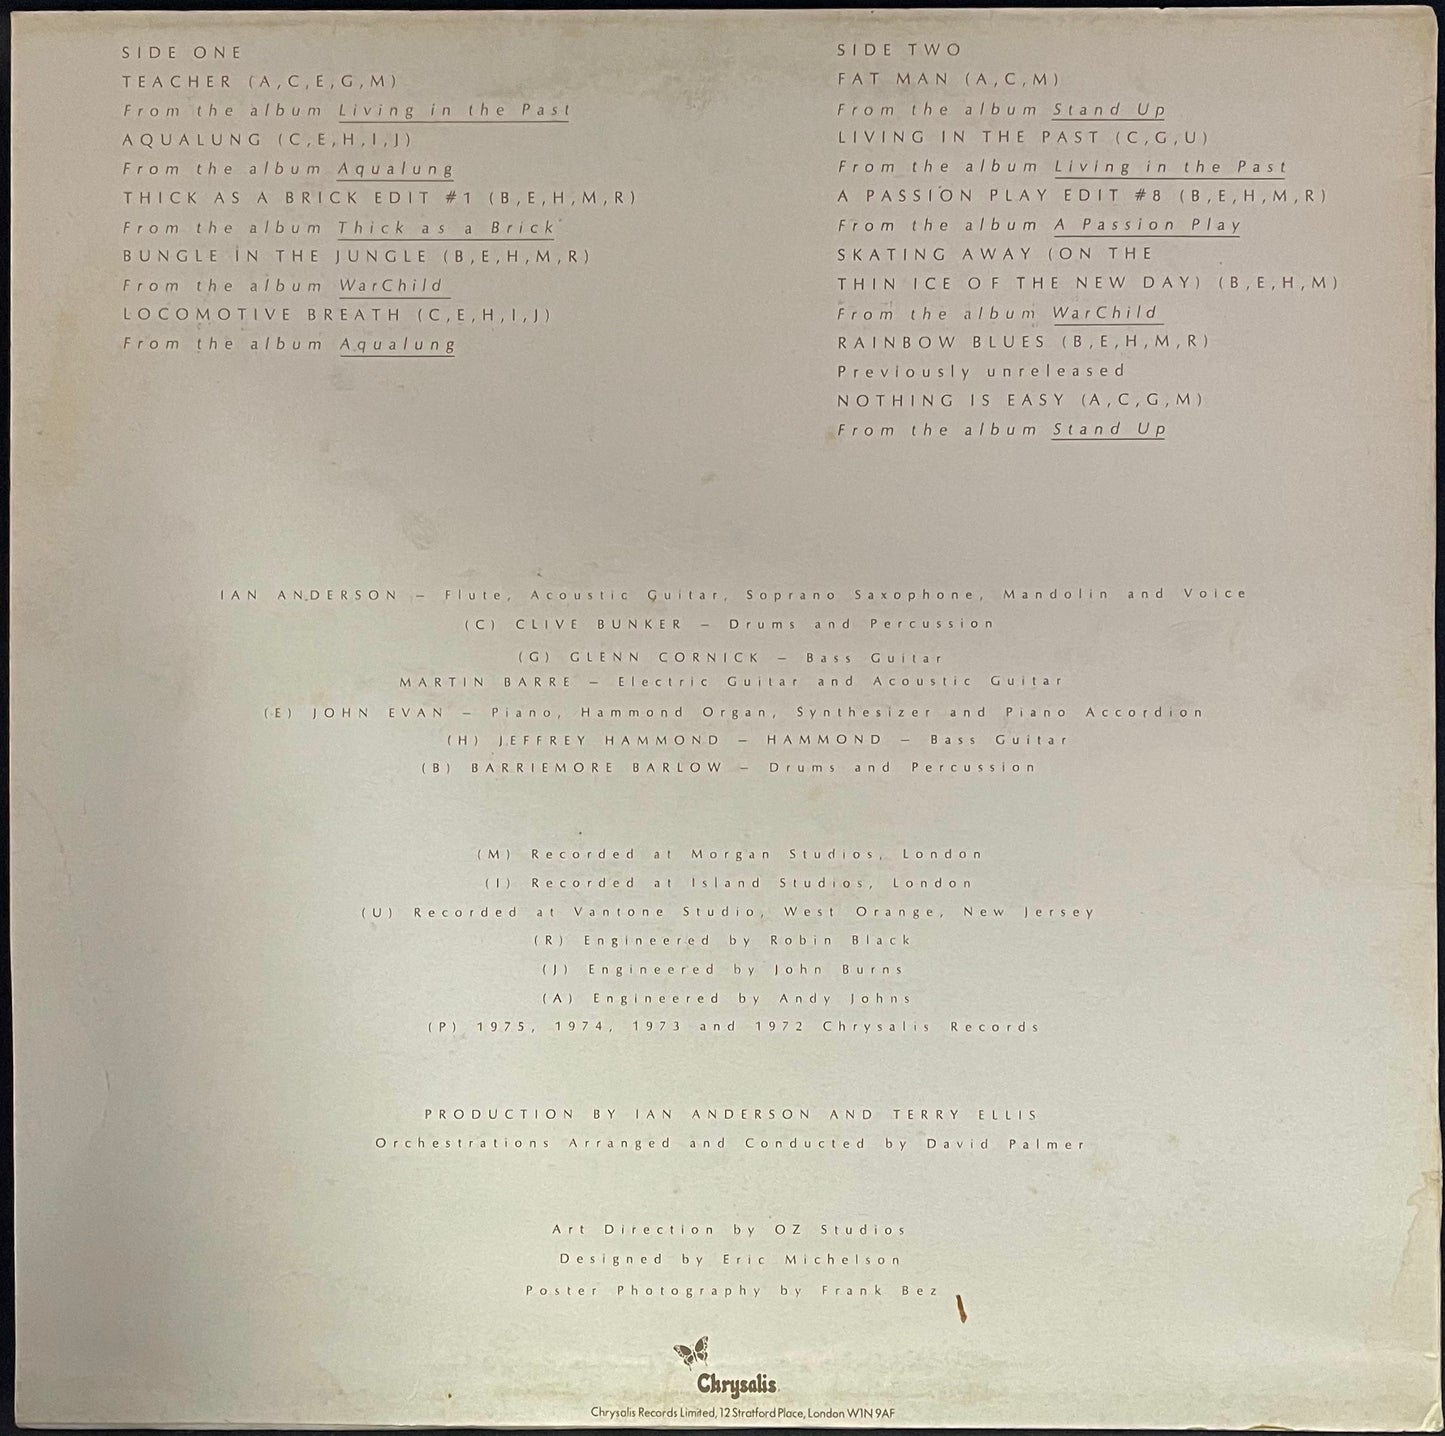 SIDE ONE
TEACHER (A,C,E,G,M)
From the album Living in the Past
AQUALUNG (C,E,H,I,J)
From the album Aqualung
THICK AS A BRICK EDIT #1 (B,E,H,M,R)
From the album Thick as a Brick
BUNGLE IN THE JUNGLE (B,E,H,M,R)
From the album WarChild
LOCOMOTIVE BREATH (C,E,H,I,J)
From the album Aqualung
SIDE TWO
FAT MAN (A,C,M)
From the album Stand Up
LIVING IN THE PAST (C,G,U)
From the album Living in the Past
A PASSION PLAY EDIT #8 (B,E,H,M,R)
From the album A Passion Play
SKATING AWAY (ON THE
THIN ICE OF THE NEW DAY) (B,E,H,M)
From the album WarChild
RAINBOW BLUES (B,E,H,M,R)
Previously unreleased
NOTHING IS EASY (A,C,G,M)
From the album Stand Up
IAN ANDERSON – Flute, Acoustic Guitar, Soprano Saxophone, Mandolin and Voice
(C) CLIVE BUNKER – Drums and Percussion
(G) GLENN CORNICK – Bass Guitar
MARTIN BARRE – Electric Guitar and Acoustic Guitar
(E) JOHN EVAN – Piano, Hammond Organ, Synthesizer and Piano Accordion
(H) JEFFREY HAMMOND – HAMMOND – Bass Guitar
(B) BARRIEMORE BARLOW – Drums and Percussion
(M) Recorded at Morgan Studios, London
(I) Recorded at Island Studios, London
(U) Recorded at Vantone Studio, West Orange, New Jersey
(R) Engineered by Robin Black
(J) Engineered by John Burns
(A) Engineered by Andy Johns
(P) 1975, 1974, 1973 and 1972 Chrysalis Records
PRODUCTION BY IAN ANDERSON AND TERRY ELLIS
Orchestrations Arranged and Conducted by David Palmer
Art Direction by OZ Studios
Designed by Eric Michelson
Poster Photography by Frank Bez
Chrysalis
Chrysalis Records Limited, 12 Stratford Place, London W1N 9AF